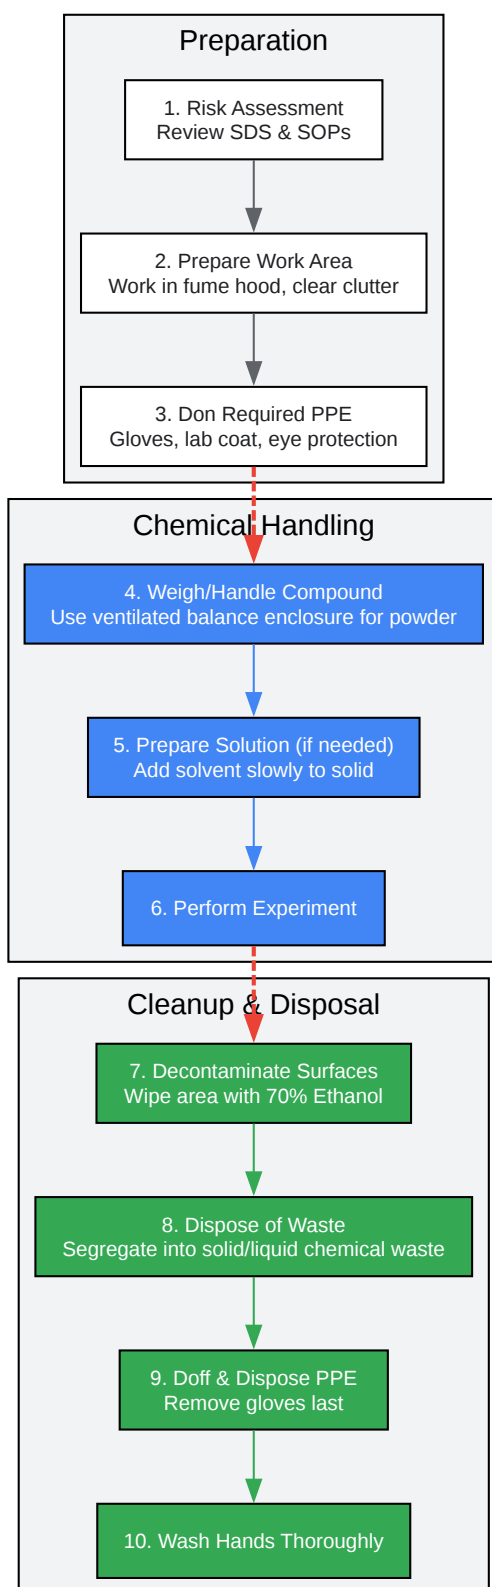 Preparation
1. Risk Assessment
Review SDS & SOPs
2. Prepare Work Area
Work in fume hood, clear clutter
3. Don Required PPE
Gloves, lab coat, eye protection
Chemical Handling
4. Weigh/Handle Compound
Use ventilated balance enclosure for powder
5. Prepare Solution (if needed)
Add solvent slowly to solid
6. Perform Experiment
Cleanup & Disposal
7. Decontaminate Surfaces
Wipe area with 70% Ethanol
8. Dispose of Waste
Segregate into solid/liquid chemical waste
9. Doff & Dispose PPE
Remove gloves last
10. Wash Hands Thoroughly